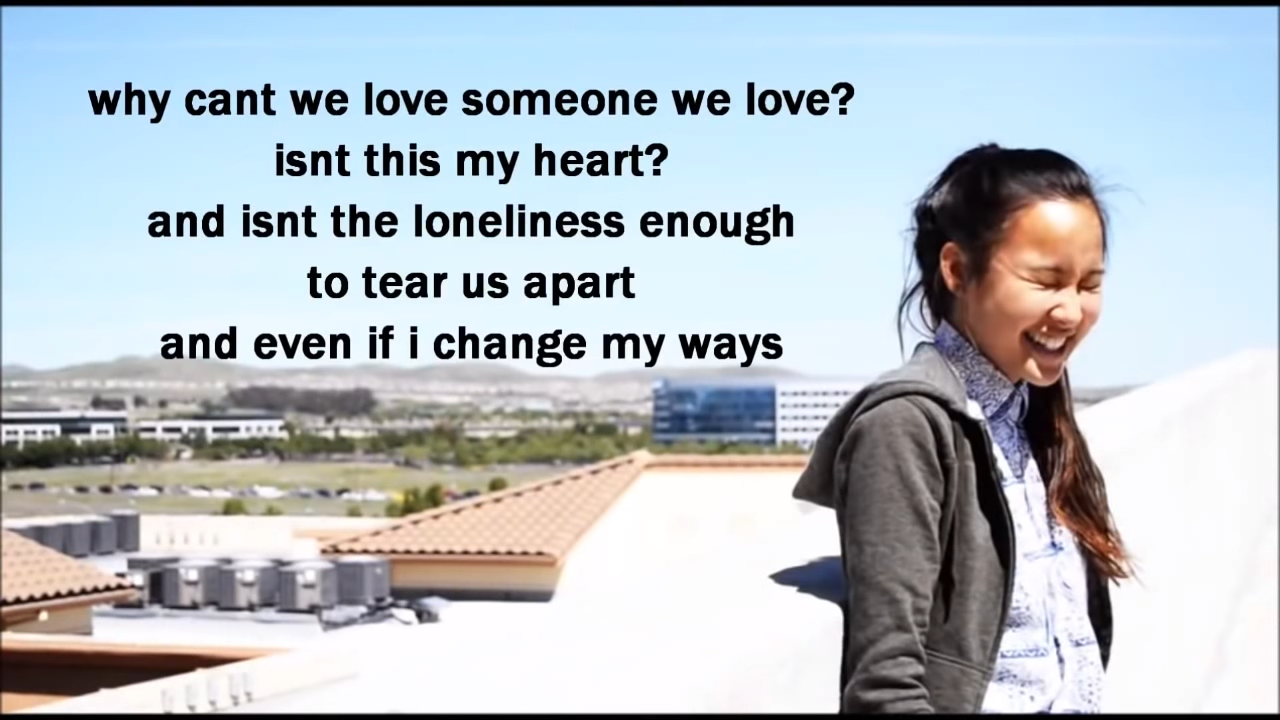 why cant we love someone we love?
isnt this my heart?
and isnt the loneliness enough
to tear us apart
and even if i change my ways